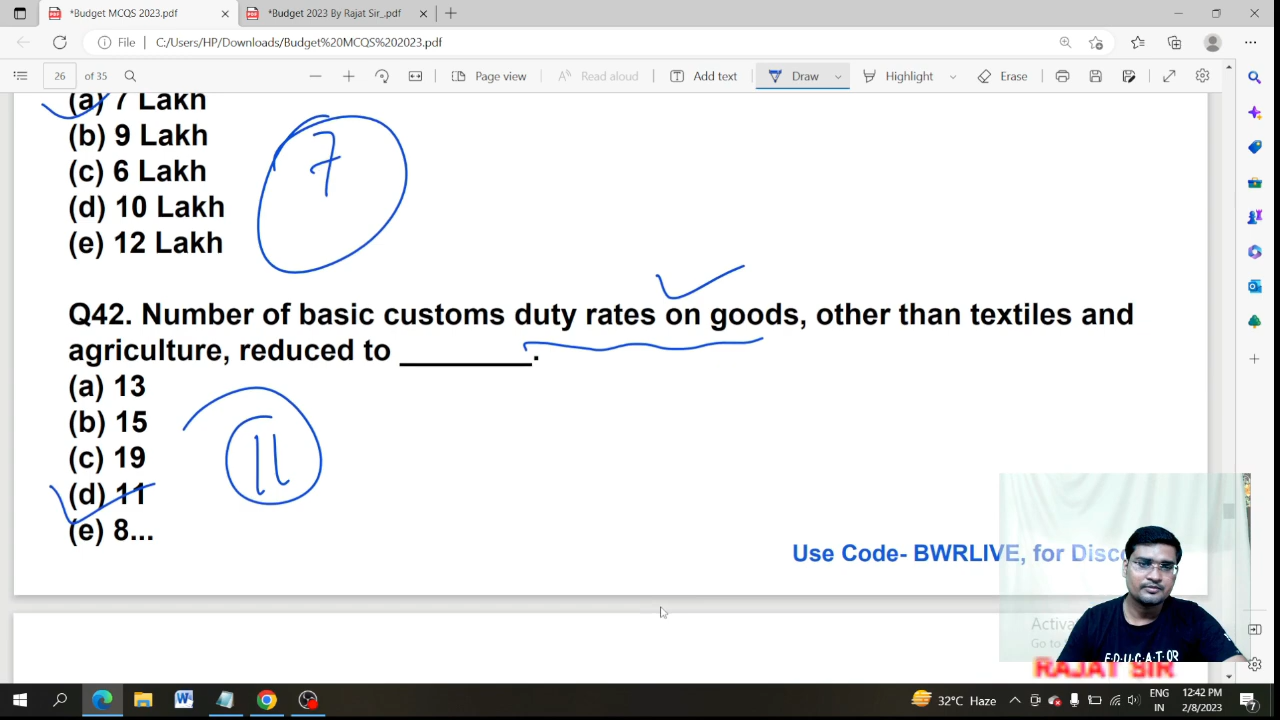 *Budget MCQS 2023.pdf
*Budget 2023 By Rajat Sir_.pdf
File
C:/Users/HP/Downloads/Budget%20MCQS%202023.pdf
26 of 35
Page view
Read aloud
Add text
Draw
Highlight
Erase
(a) 7 Lakh
(b) 9 Lakh
(c) 6 Lakh
(d) 10 Lakh
(e) 12 Lakh
7
Q42. Number of basic customs duty rates on goods, other than textiles and
agriculture, reduced to ________.
(a) 13
(b) 15
(c) 19
(d) 11
(e) 8...
11
Use Code- BWRLIVE, for
EDUCATOR
RAJAT SIR
32°C Haze
ENG
IN
12:42 PM
2/8/2023
7